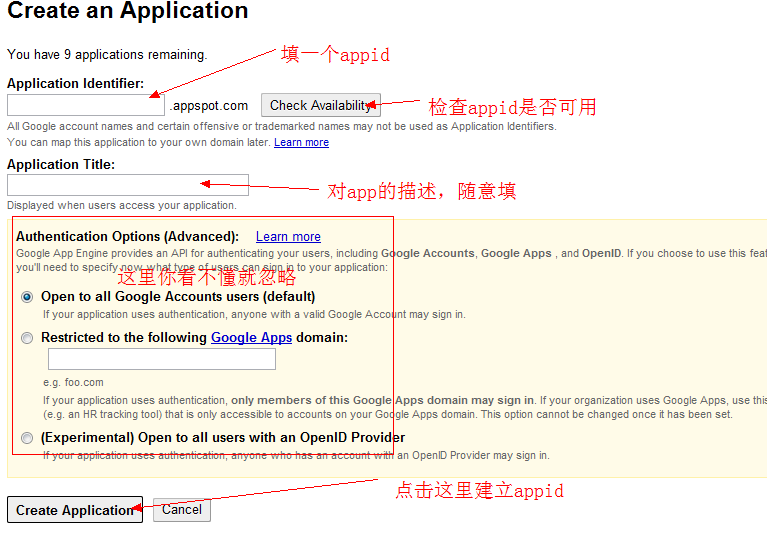 Create an Application
You have 9 applications remaining.
填一个appid
Application Identifier:
.appspot.com Check Availability
检查appid是否可用
All Google account names and certain offensive or trademarked names may not be used as Application Identifiers.
You can map this application to your own domain later. Learn more
Application Title:
对app的描述，随意填
Displayed when users access your application.
Authentication Options (Advanced): Learn more
Google App Engine provides an API for authenticating your users, including Google Accounts, Google Apps , and OpenID. If you choose to use this
you'll need to specify now what type of users can sign in to your application:
这里你看不懂就忽略
Open to all Google Accounts users (default)
If your application uses authentication, anyone with a valid Google Account may sign in.
Restricted to the following Google Apps domain:
e.g. foo.com
If your application uses authentication, only members of this Google Apps domain may sign in. If your organization uses Google Apps, use this
(e.g. an HR tracking tool) that is only accessible to accounts on your Google Apps domain. This option cannot be changed once it has been set.
(Experimental) Open to all users with an OpenID Provider
If your application uses authentication, anyone who has an account with an OpenID Provider may sign in.
点击这里建立appid
Create Application Cancel